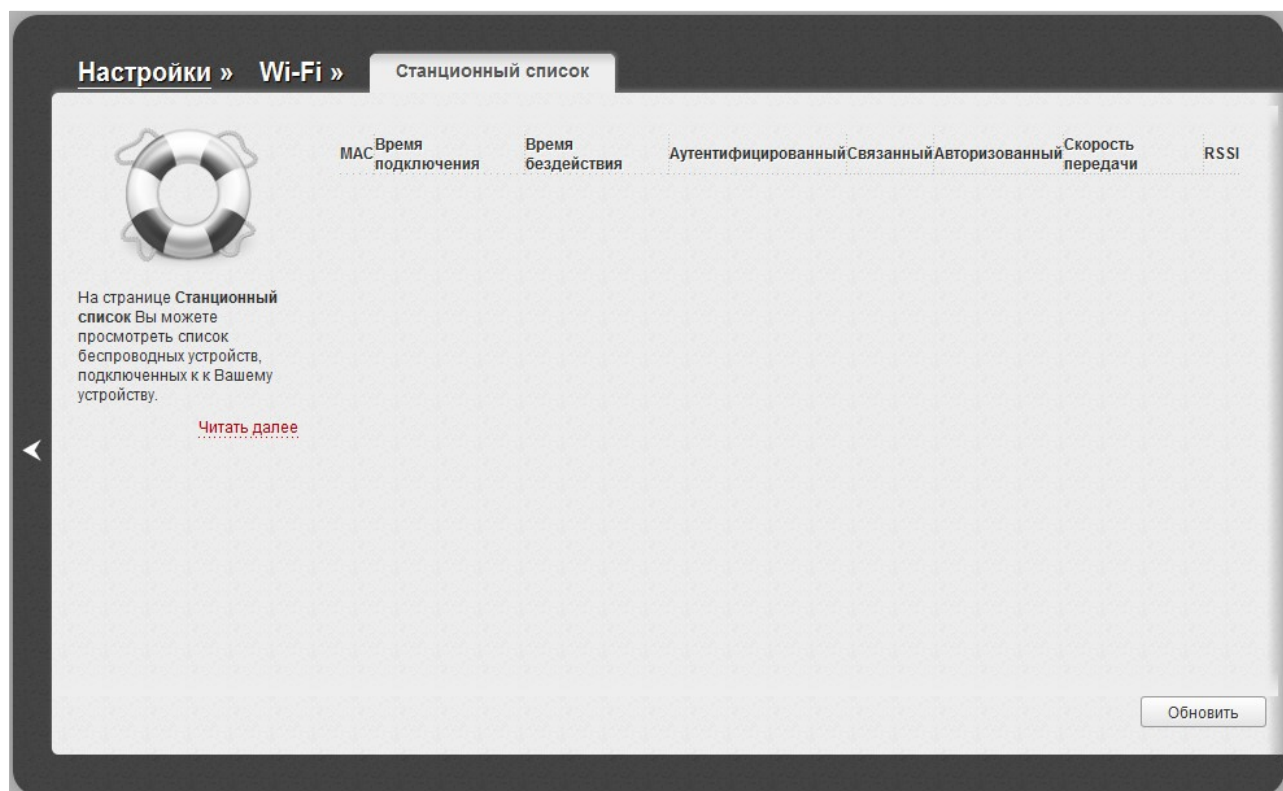 Настройки » Wi-Fi » Станционный список
MAC Время подключения Время бездействия Аутентифицированный Связанный Авторизованный Скорость передачи RSSI
На странице Станционный
список Вы можете
просмотреть список
беспроводных устройств,
подключенных к к Вашему
устройству.
Читать далее
Обновить